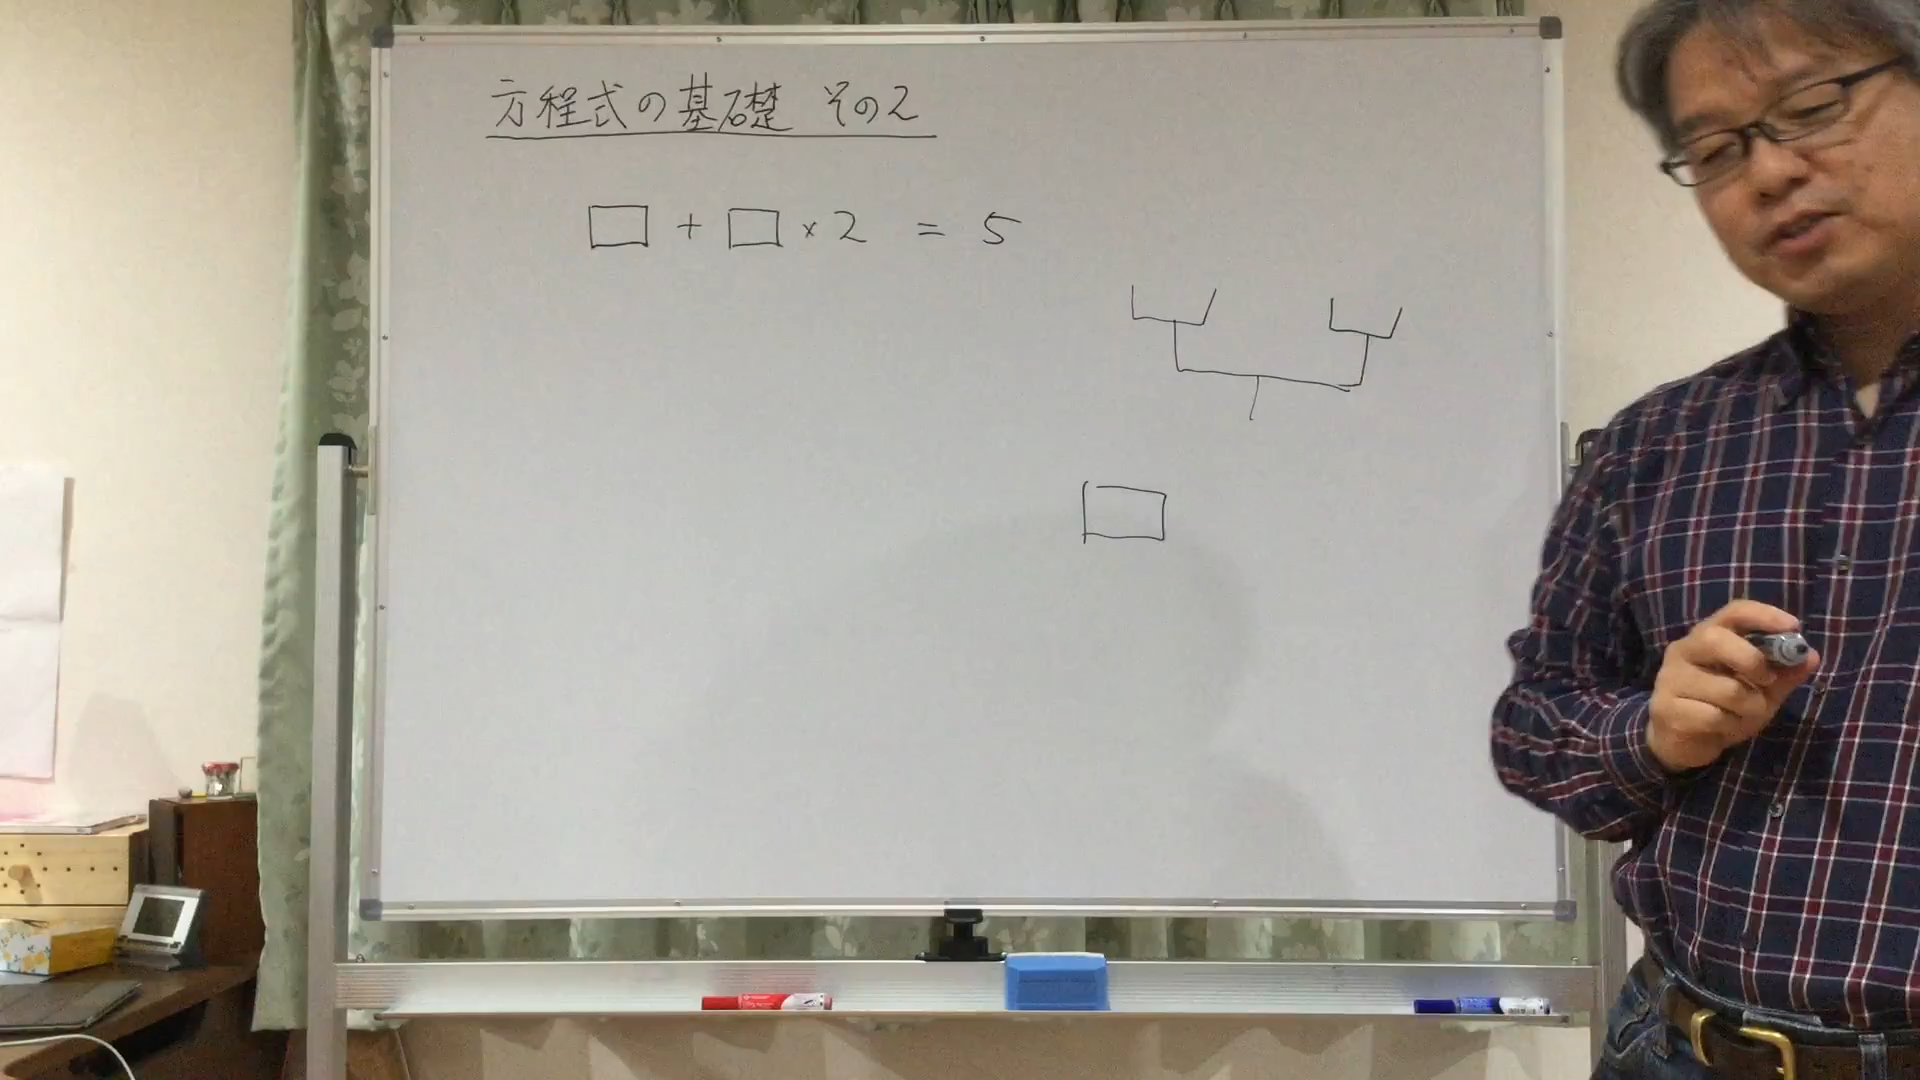 方程式の基礎 その2
□ + □ × 2 = 5